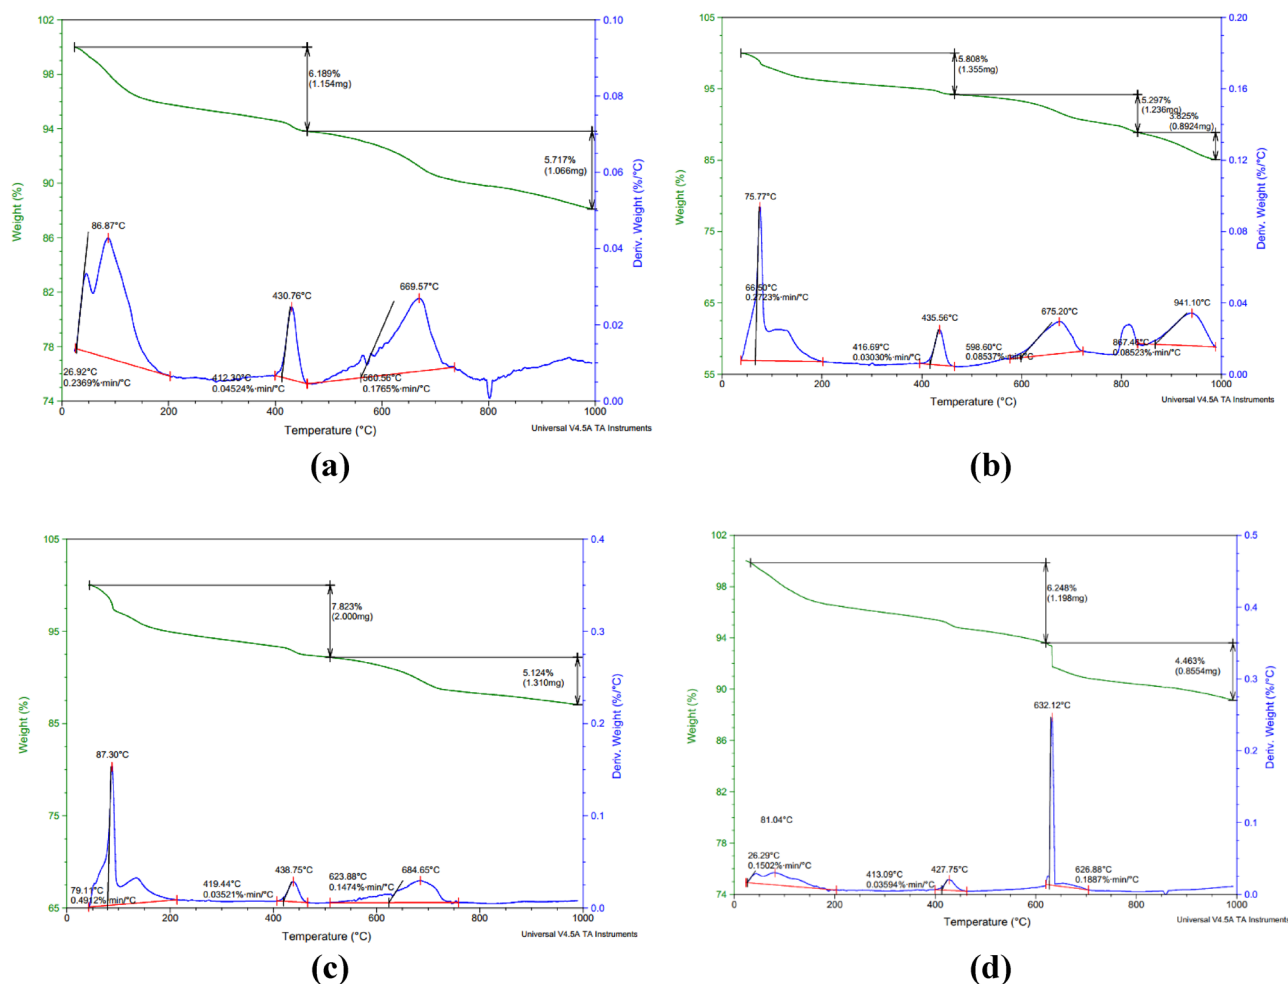 102
100
98
96
94
92
90
88
86
84
82
80
78
76
74
Weight (%)
0.10
0.08
0.06
0.04
0.02
0.00
Deriv. Weight (%/°C)
6.189%
(1.154mg)
5.717%
(1.066mg)
86.87°C
430.76°C
669.57°C
26.92°C
0.2369%·min/°C
412.30°C
0.04524%·min/°C
560.56°C
0.1765%·min/°C
0
200
400
600
800
1000
Temperature (°C)
Universal V4.5A TA Instruments
(a)
105
95
85
75
65
55
Weight (%)
0.20
0.16
0.12
0.08
0.04
0.00
Deriv. Weight (%/°C)
5.808%
(1.355mg)
5.297%
(1.236mg)
3.825%
(0.8924mg)
75.77°C
66.50°C
0.2723%·min/°C
435.56°C
416.69°C
0.03030%·min/°C
675.20°C
598.60°C
0.08537%·min/°C
941.10°C
867.46°C
0.08523%·min/°C
0
200
400
600
800
1000
Temperature (°C)
Universal V4.5A TA Instruments
(b)
105
95
85
75
65
Weight (%)
0.4
0.3
0.2
0.1
0.0
Deriv. Weight (%/°C)
7.823%
(2.000mg)
5.124%
(1.310mg)
87.30°C
79.11°C
0.4912%·min/°C
419.44°C
0.03521%·min/°C
438.75°C
623.88°C
0.1474%·min/°C
684.65°C
0
200
400
600
800
1000
Temperature (°C)
Universal V4.5A TA Instruments
(c)
102
98
94
90
86
82
78
74
Weight (%)
0.5
0.4
0.3
0.2
0.1
0.0
Deriv. Weight (%/°C)
6.248%
(1.198mg)
4.463%
(0.8554mg)
632.12°C
81.04°C
26.29°C
0.1502%·min/°C
413.09°C
0.03594%·min/°C
427.75°C
626.88°C
0.1887%·min/°C
0
200
400
600
800
1000
Temperature (°C)
Universal V4.5A TA Instruments
(d)